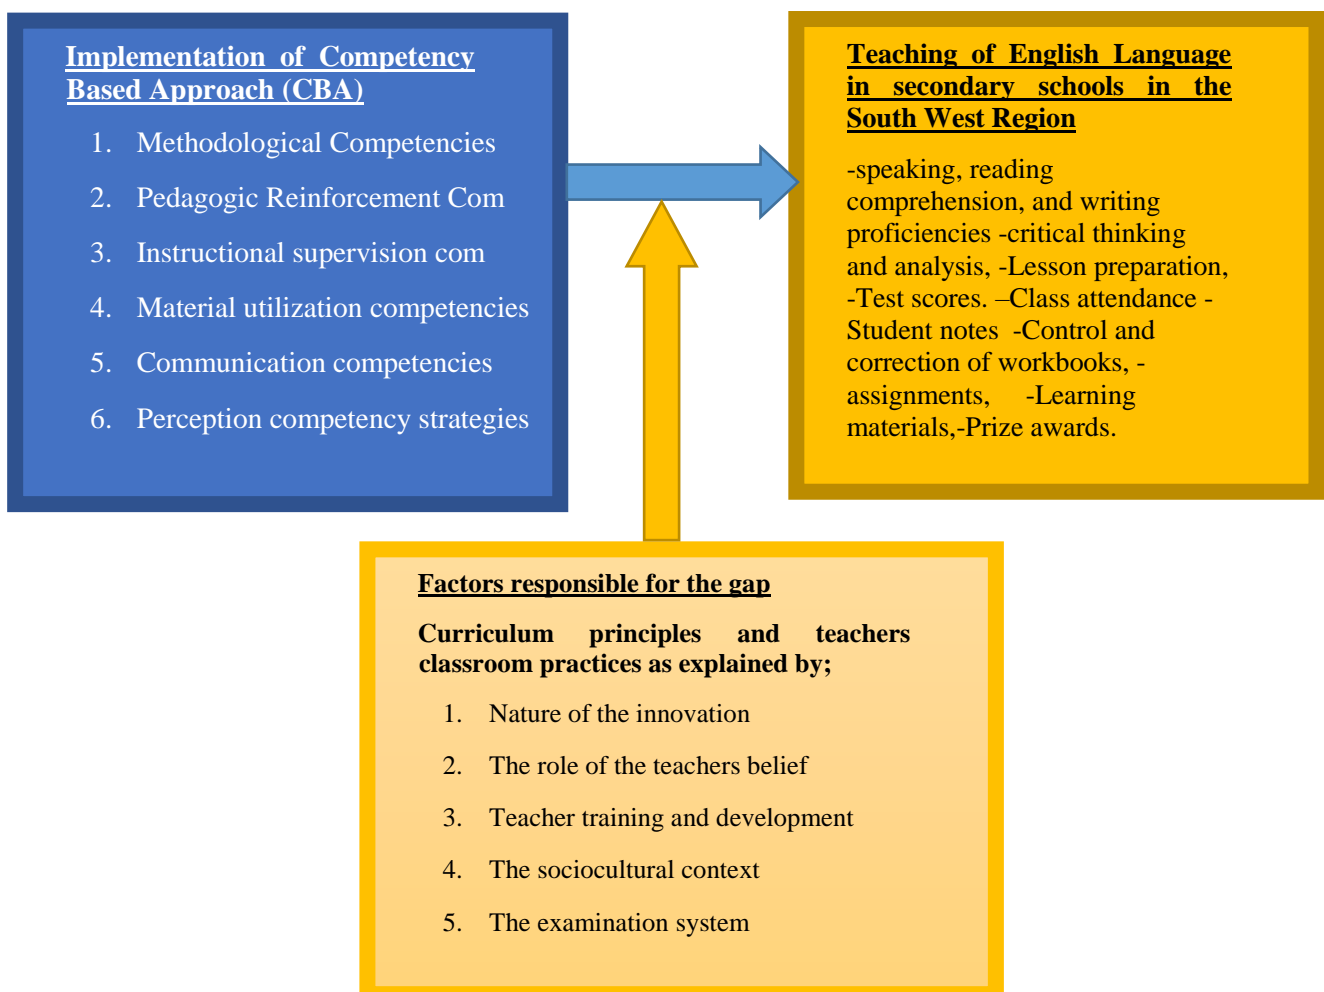 Implementation of Competency
Based Approach (CBA)
1. Methodological Competencies
2. Pedagogic Reinforcement Com
3. Instructional supervision com
4. Material utilization competencies
5. Communication competencies
6. Perception competency strategies
Teaching of English Language
in secondary schools in the
South West Region
-speaking, reading
comprehension, and writing
proficiencies -critical thinking
and analysis, -Lesson preparation,
-Test scores. –Class attendance -
Student notes -Control and
correction of workbooks, -
assignments, -Learning
materials,-Prize awards.
Factors responsible for the gap
Curriculum principles and teachers
classroom practices as explained by;
1. Nature of the innovation
2. The role of the teachers belief
3. Teacher training and development
4. The sociocultural context
5. The examination system